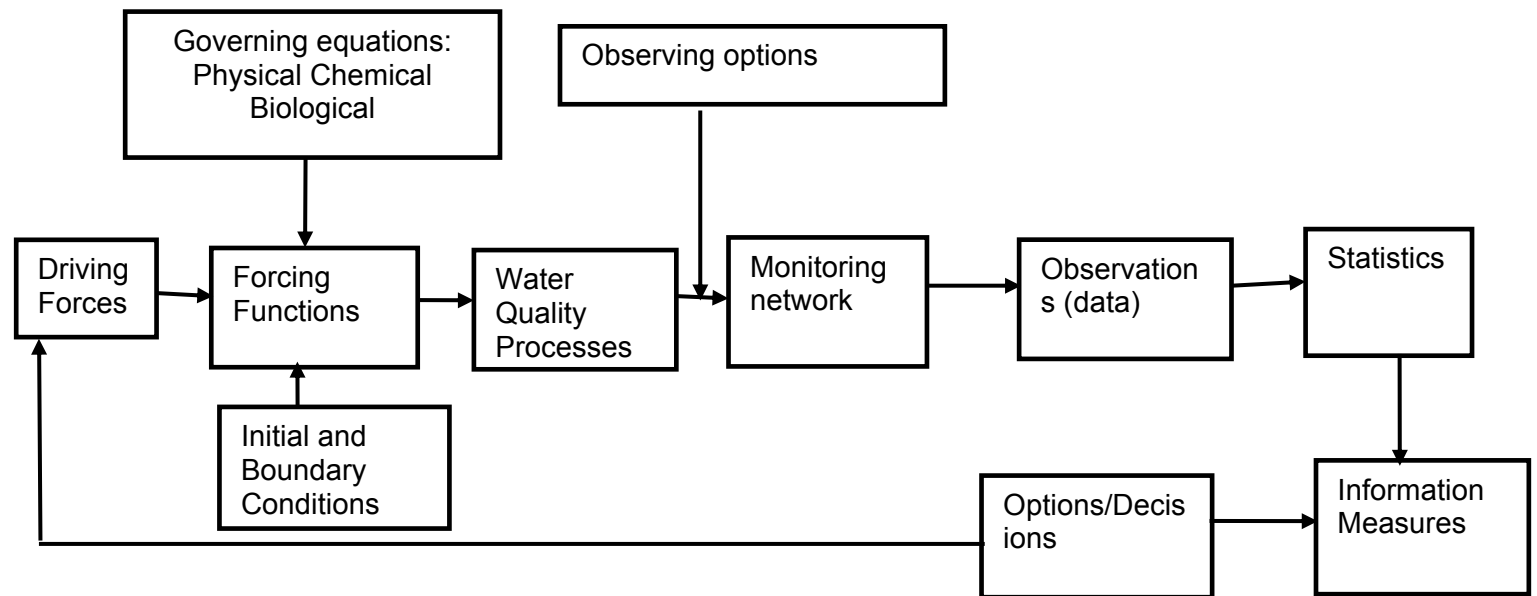 Governing equations:
Physical Chemical
Biological
Observing options
Driving
Forces
Forcing
Functions
Water
Quality
Processes
Monitoring
network
Observation
s (data)
Statistics
Initial and
Boundary
Conditions
Options/Decis
ions
Information
Measures